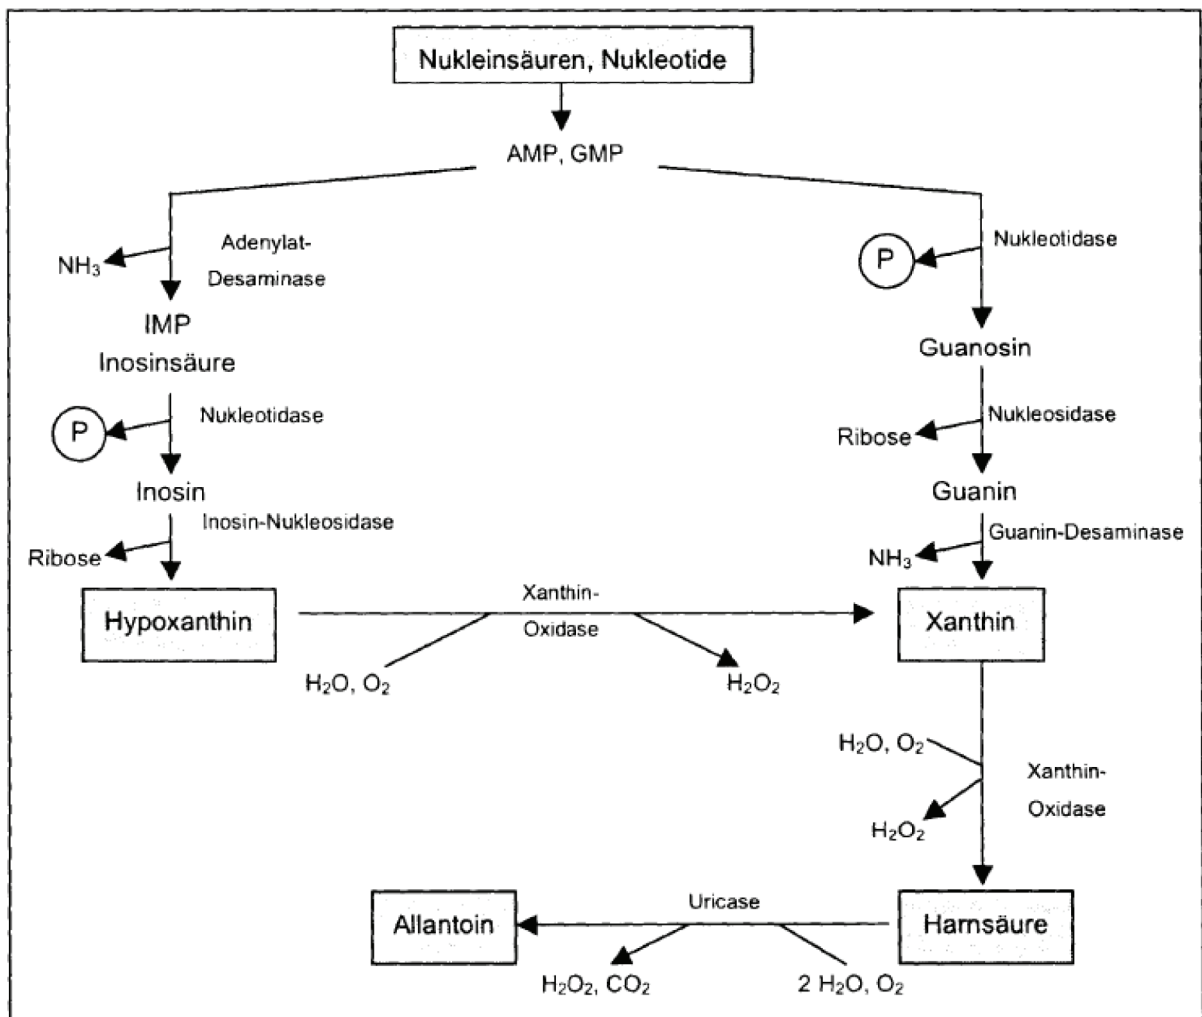 Nukleinsäuren, Nukleotide
AMP, GMP
NH₃
Adenylat-
Desaminase
P
Nukleotidase
IMP
Inosinsäure
Guanosin
P
Nukleotidase
Ribose
Nukleosidase
Inosin
Guanin
Ribose
Inosin-Nukleosidase
NH₃
Guanin-Desaminase
Hypoxanthin
Xanthin-
Oxidase
Xanthin
H₂O, O₂
H₂O₂
H₂O, O₂
Xanthin-
Oxidase
H₂O₂
Allantoin
Uricase
Harnsäure
H₂O₂, CO₂
2 H₂O, O₂